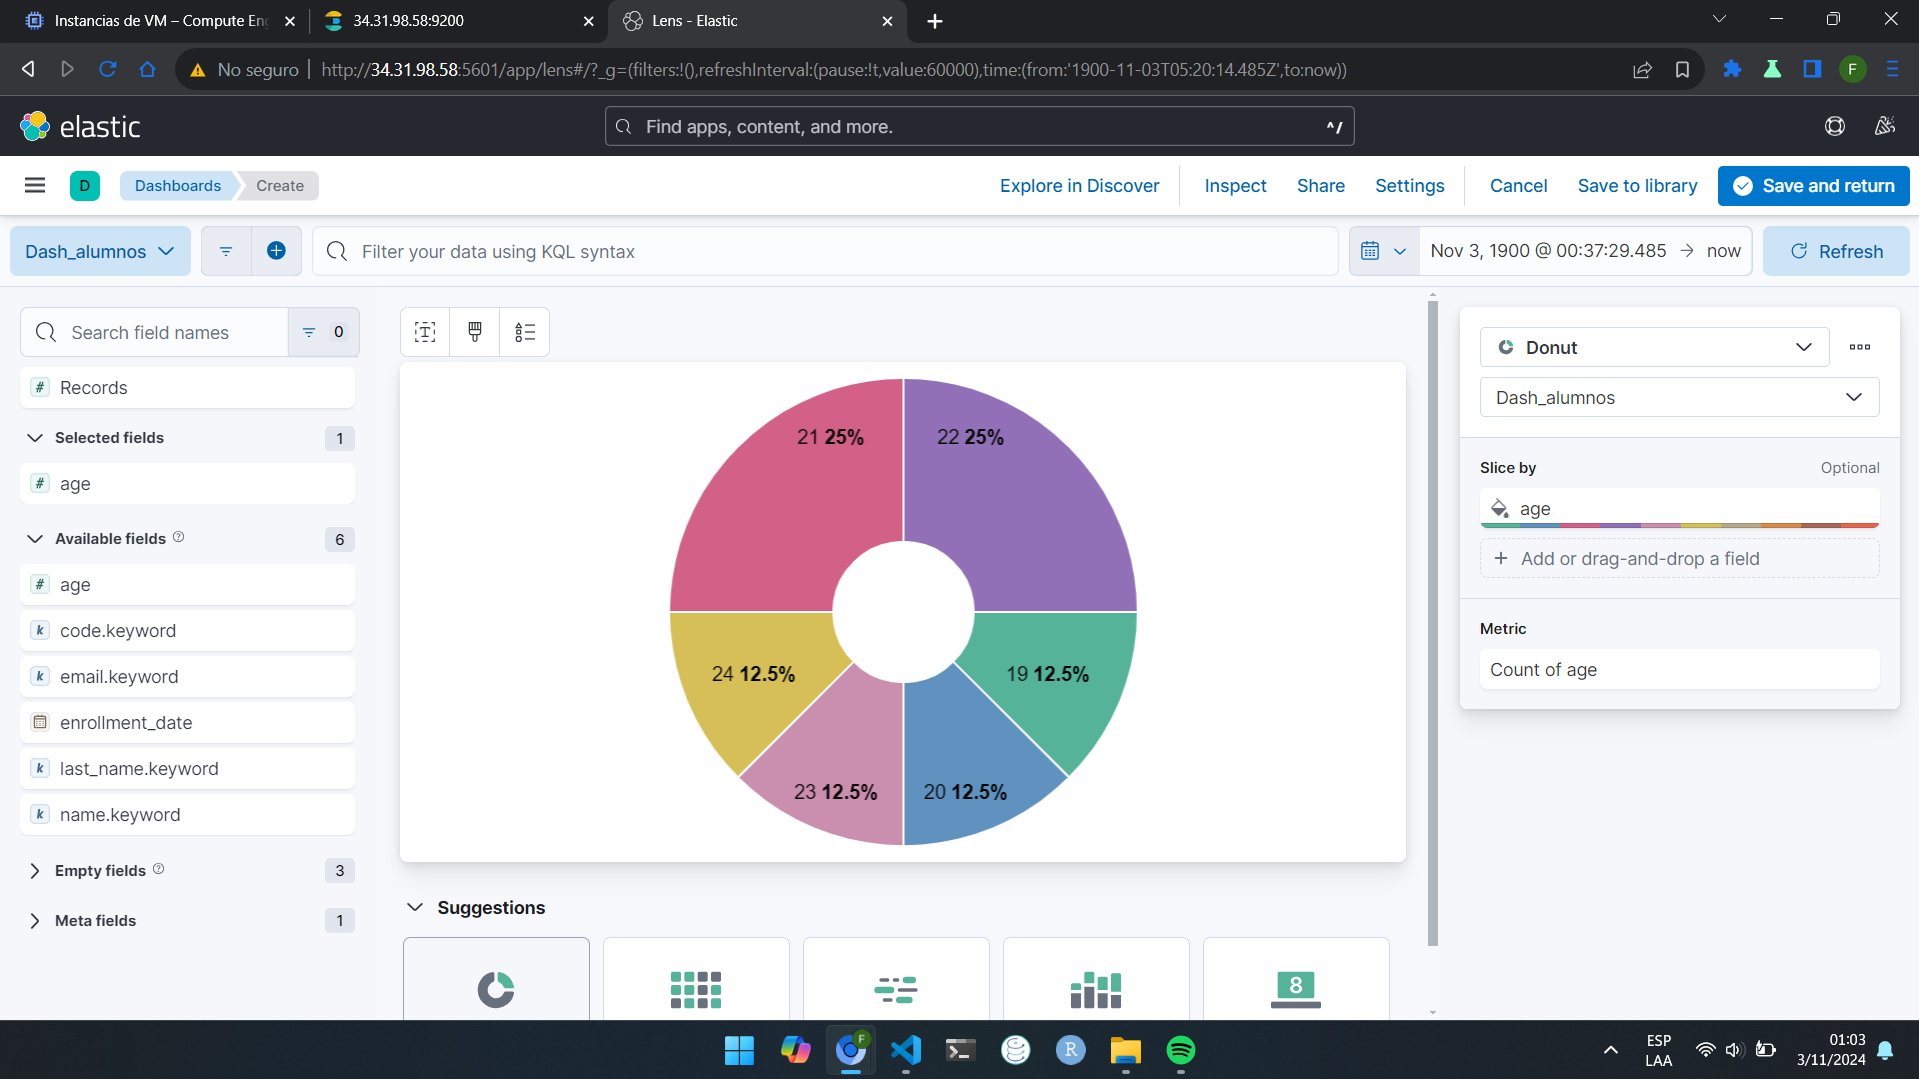 Instancias de VM – Compute En
34.31.98.58:9200
Lens - Elastic
No seguro
http://34.31.98.58:5601/app/lens#/?_g=(filters:!(),refreshInterval:(pause:!t,value:60000),time:(from:'1900-11-03T05:20:14.485Z',to:now))
F
elastic
Find apps, content, and more.
^/
D
Dashboards
Create
Explore in Discover
Inspect
Share
Settings
Cancel
Save to library
Save and return
Dash_alumnos
Filter your data using KQL syntax
Nov 3, 1900 @ 00:37:29.485
now
Refresh
Search field names
0
# Records
Selected fields
1
# age
Available fields
6
# age
k code.keyword
k email.keyword
enrollment_date
k last_name.keyword
k name.keyword
Empty fields
3
Meta fields
1
T
21 25%
22 25%
24 12.5%
19 12.5%
23 12.5%
20 12.5%
Suggestions
8
Donut
Dash_alumnos
Slice by
Optional
age
+ Add or drag-and-drop a field
Metric
Count of age
F
R
ESP
LAA
01:03
3/11/2024